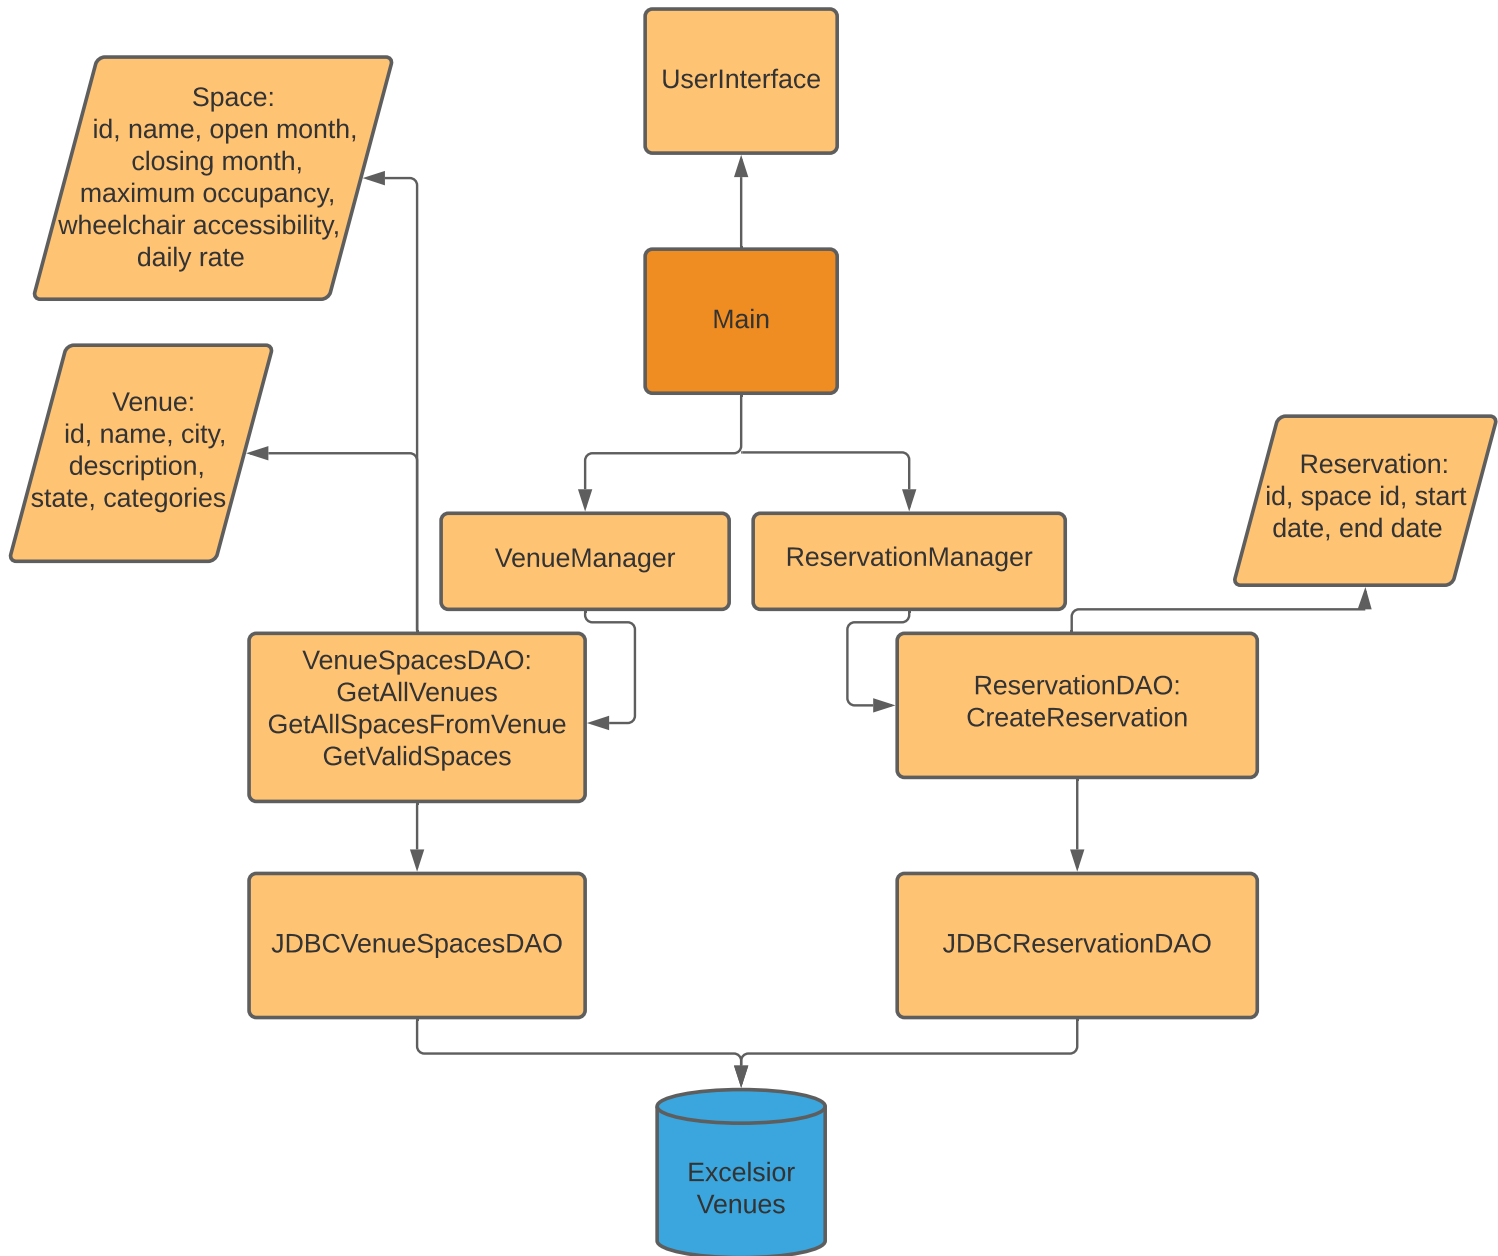 UserInterface
Space:
id, name, open month,
closing month,
maximum occupancy,
wheelchair accessibility,
daily rate
Main
Venue:
id, name, city,
description,
state, categories
Reservation:
id, space id, start
date, end date
VenueManager
ReservationManager
VenueSpacesDAO:
GetAllVenues
GetAllSpacesFromVenue
GetValidSpaces
ReservationDAO:
CreateReservation
JDBCVenueSpacesDAO
JDBCReservationDAO
Excelsior
Venues